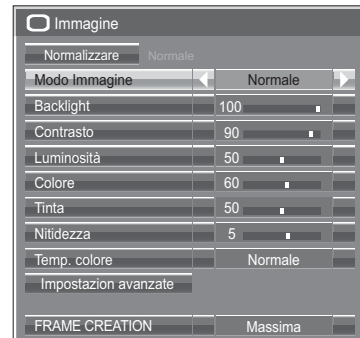 Immagine
Normalizzare Normale
Modo Immagine Normale
Backlight 100
Contrasto 90
Luminosità 50
Colore 60
Tinta 50
Nitidezza 5
Temp. colore Normale
Impostazion avanzate
FRAME CREATION Massima